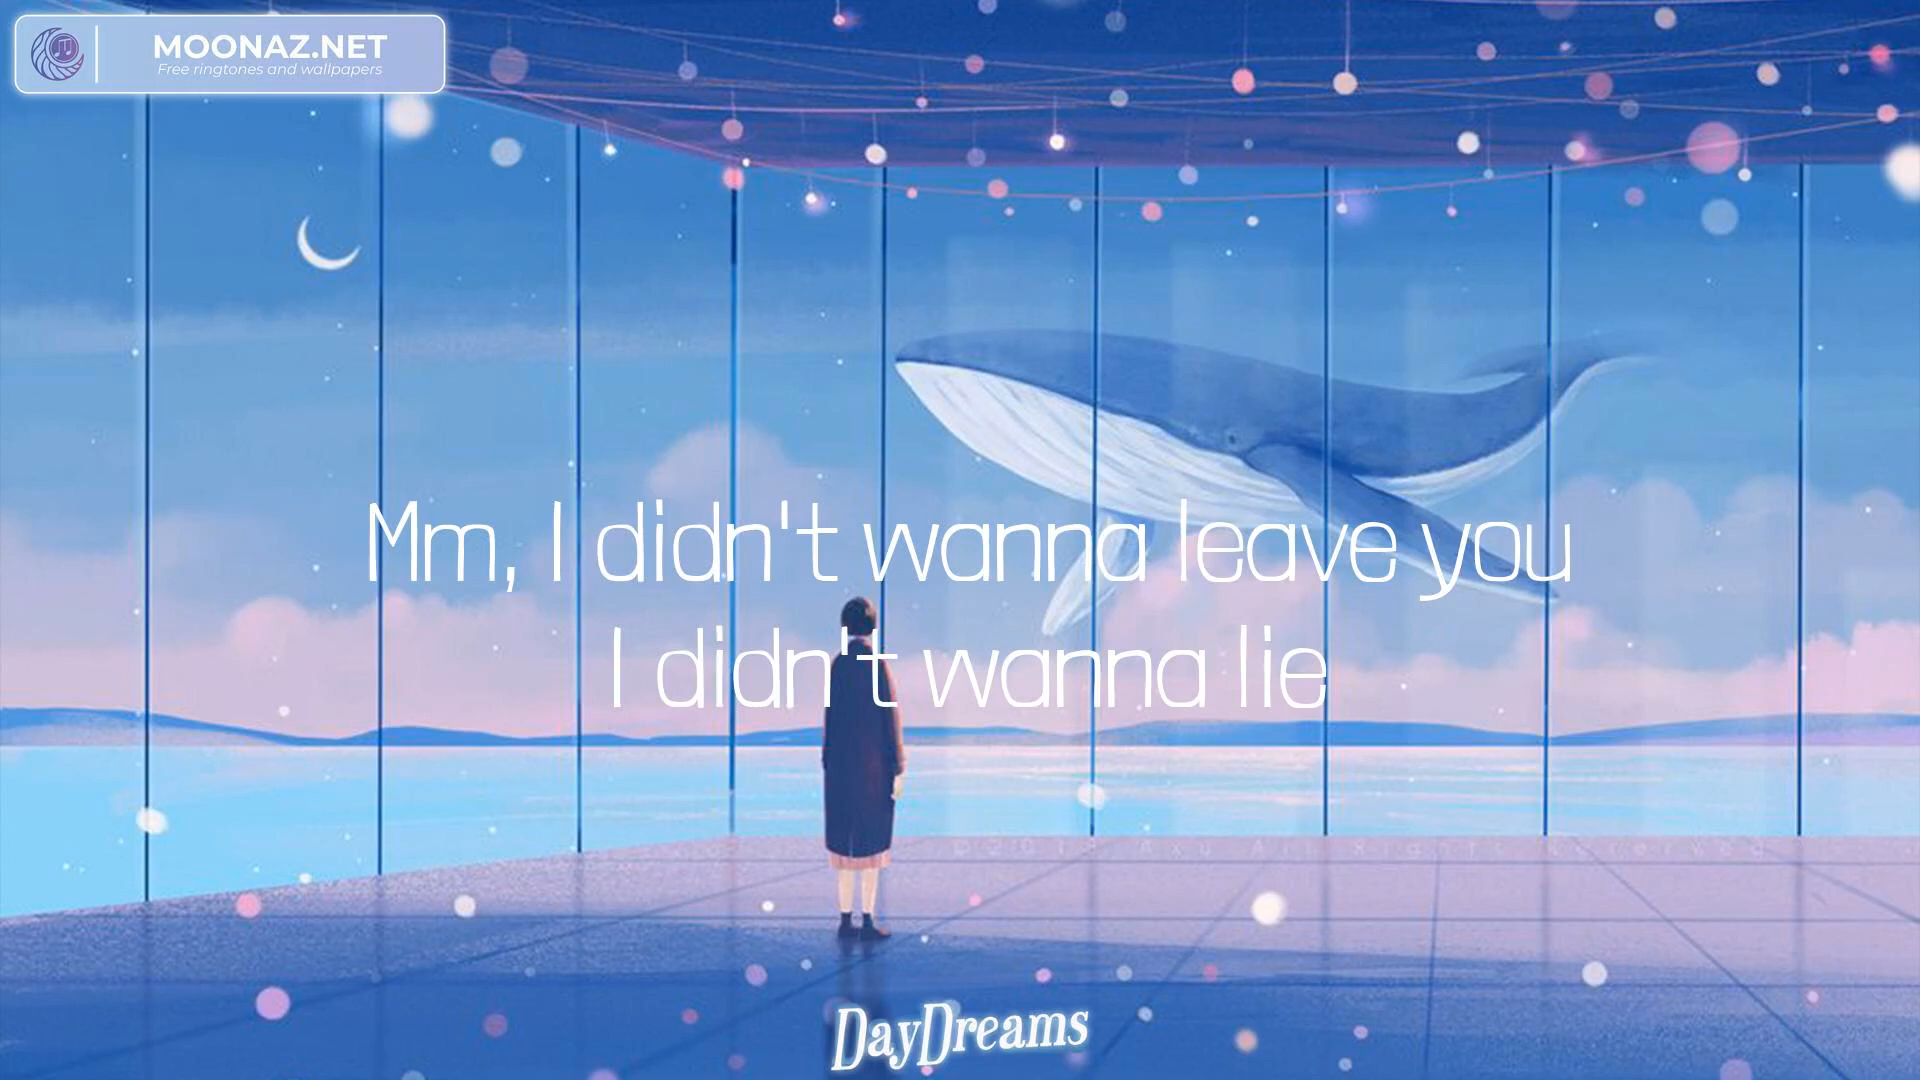 MOONAZ.NET
Free ringtones and wallpapers
Mm, I didn't wanna leave you
I didn't wanna lie
DayDreams